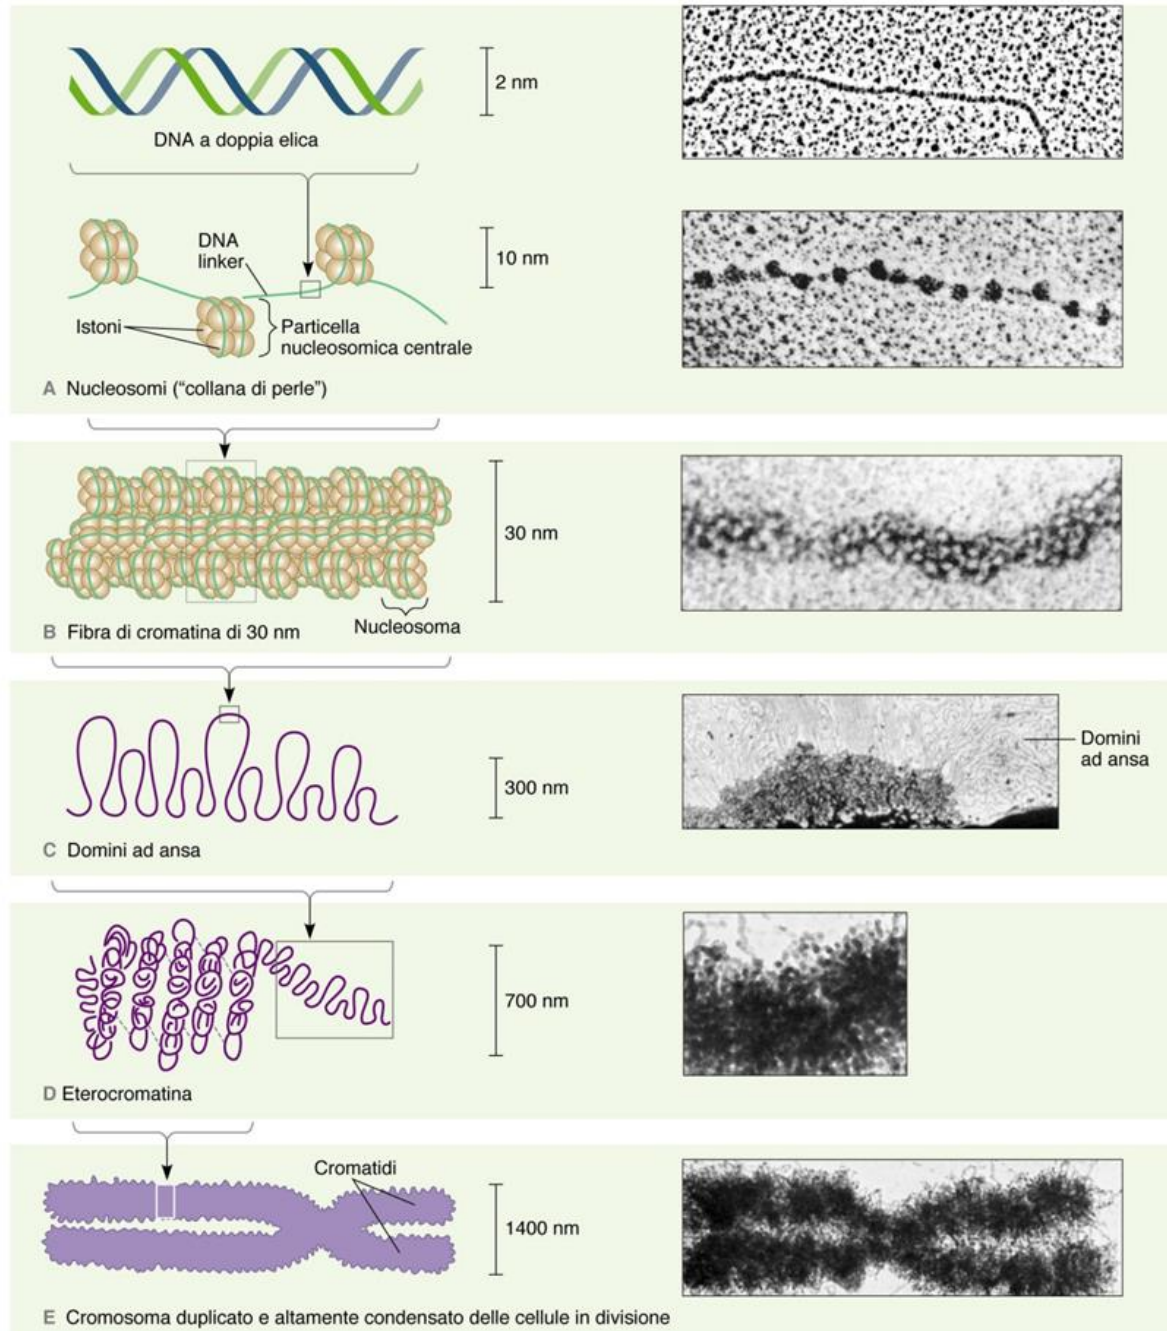 2 nm
DNA a doppia elica
DNA
linker
10 nm
Istoni
Particella
nucleosomica centrale
A Nucleosomi (“collana di perle”)
30 nm
Nucleosoma
B Fibra di cromatina di 30 nm
Domini
ad ansa
300 nm
C Domini ad ansa
700 nm
D Eterocromatina
Cromatidi
1400 nm
E Cromosoma duplicato e altamente condensato delle cellule in divisione